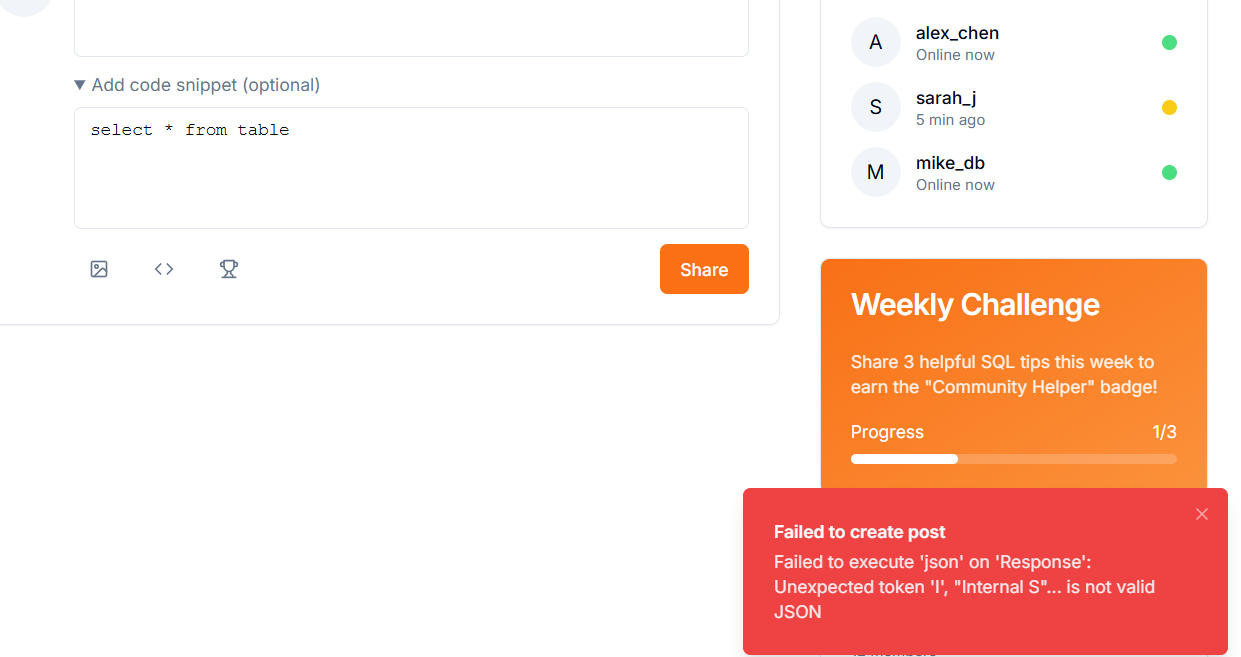 Add code snippet (optional)
select * from table
Share
A
alex_chen
Online now
S
sarah_j
5 min ago
M
mike_db
Online now
Weekly Challenge
Share 3 helpful SQL tips this week to
earn the "Community Helper" badge!
Progress
1/3
Failed to create post
Failed to execute 'json' on 'Response':
Unexpected token 'I', "Internal S"... is not valid
JSON